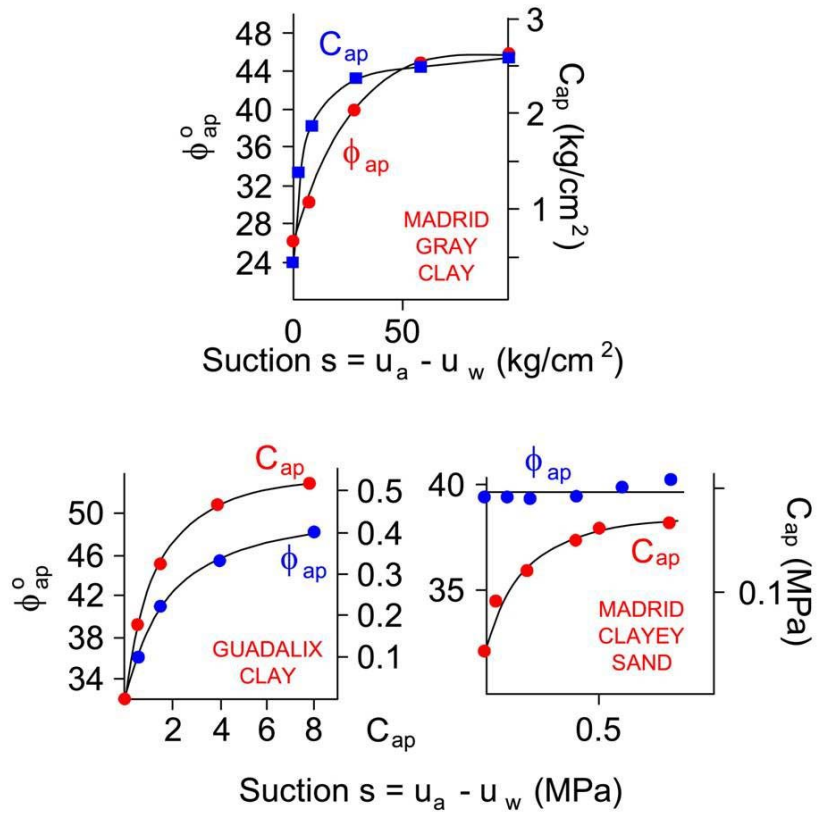 48
44
40
36
32
28
24
ϕ°ap
Cap
ϕap
3
2
1
Cap (kg/cm²)
MADRID
GRAY
CLAY
0 50
Suction s = ua - uw (kg/cm²)
50
46
42
38
34
ϕ°ap
Cap
ϕap
0.5
0.4
0.3
0.2
0.1
GUADALIX
CLAY
2 4 6 8 Cap
40
35
ϕap
Cap
0.1
Cap (MPa)
MADRID
CLAYEY
SAND
0.5
Suction s = ua - uw (MPa)